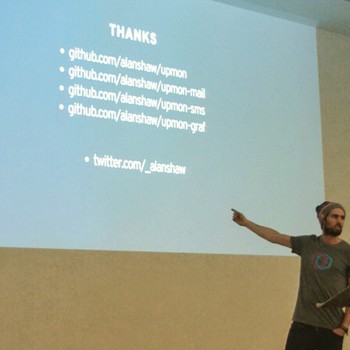 THANKS
• github.com/alanshaw/upmon
• github.com/alanshaw/upmon-mail
• github.com/alanshaw/upmon-sms
• github.com/alanshaw/upmon-graf
• twitter.com/_alanshaw